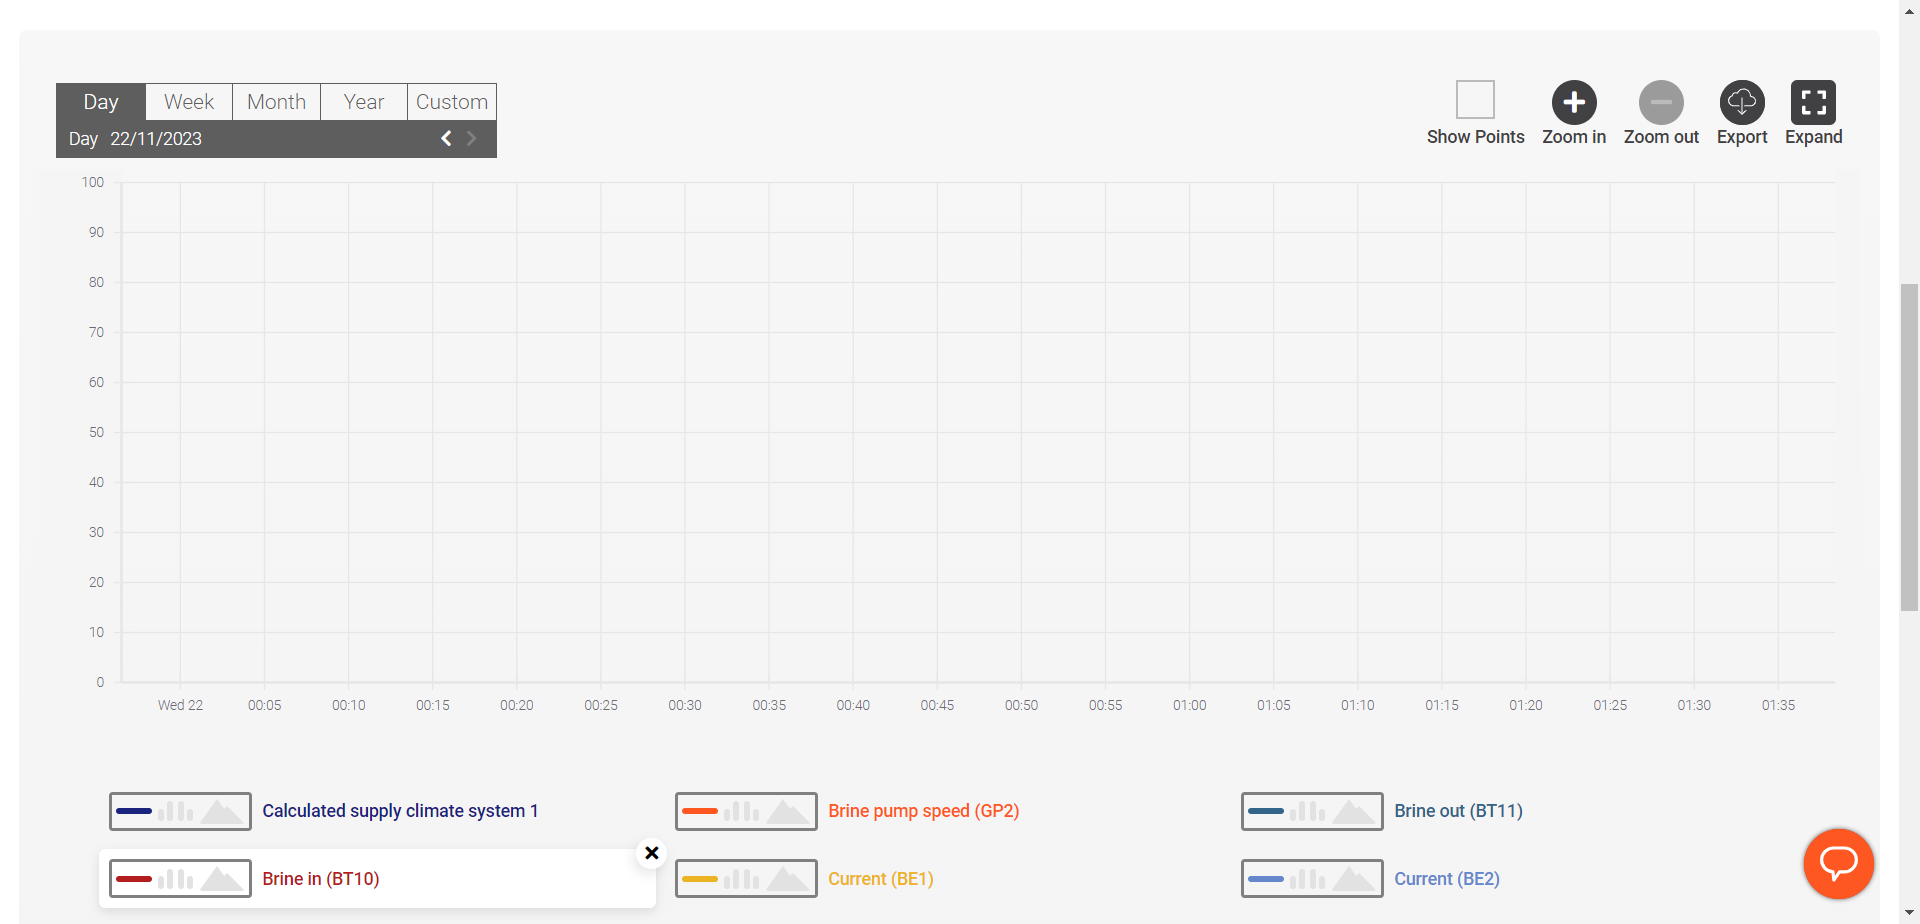 Day Week Month Year Custom
Day 22/11/2023
Show Points Zoom in Zoom out Export Expand
100
90
80
70
60
50
40
30
20
10
0
Wed 22 00:05 00:10 00:15 00:20 00:25 00:30 00:35 00:40 00:45 00:50 00:55 01:00 01:05 01:10 01:15 01:20 01:25 01:30 01:35
Calculated supply climate system 1 Brine pump speed (GP2) Brine out (BT11)
Brine in (BT10) Current (BE1) Current (BE2)